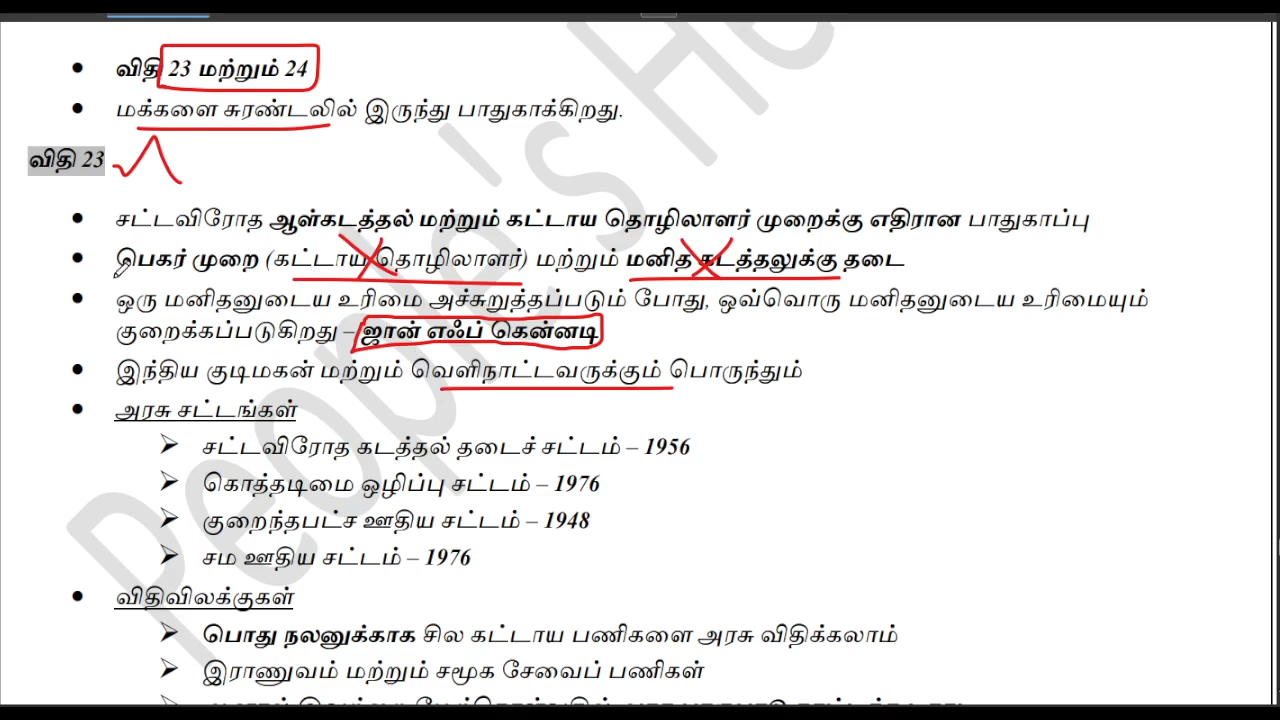 விதி 23 மற்றும் 24
மக்களை சுரண்டலில் இருந்து பாதுகாக்கிறது.
விதி 23
சட்டவிரோத ஆள்கடத்தல் மற்றும் கட்டாய தொழிலாளர் முறைக்கு எதிரான பாதுகாப்பு
பெகர் முறை (கட்டாய தொழிலாளர்) மற்றும் மனித கடத்தலுக்கு தடை
ஒரு மனிதனுடைய உரிமை அச்சுறுத்தப்படும் போது, ஒவ்வொரு மனிதனுடைய உரிமையும்
குறைக்கப்படுகிறது – ஜான் எஃப் கென்னடி
இந்திய குடிமகன் மற்றும் வெளிநாட்டவருக்கும் பொருந்தும்
அரசு சட்டங்கள்
சட்டவிரோத கடத்தல் தடைச் சட்டம் – 1956
கொத்தடிமை ஒழிப்பு சட்டம் – 1976
குறைந்தபட்ச ஊதிய சட்டம் – 1948
சம ஊதிய சட்டம் – 1976
விதிவிலக்குகள்
பொது நலனுக்காக சில கட்டாய பணிகளை அரசு விதிக்கலாம்
இராணுவம் மற்றும் சமூக சேவைப் பணிகள்
People's He